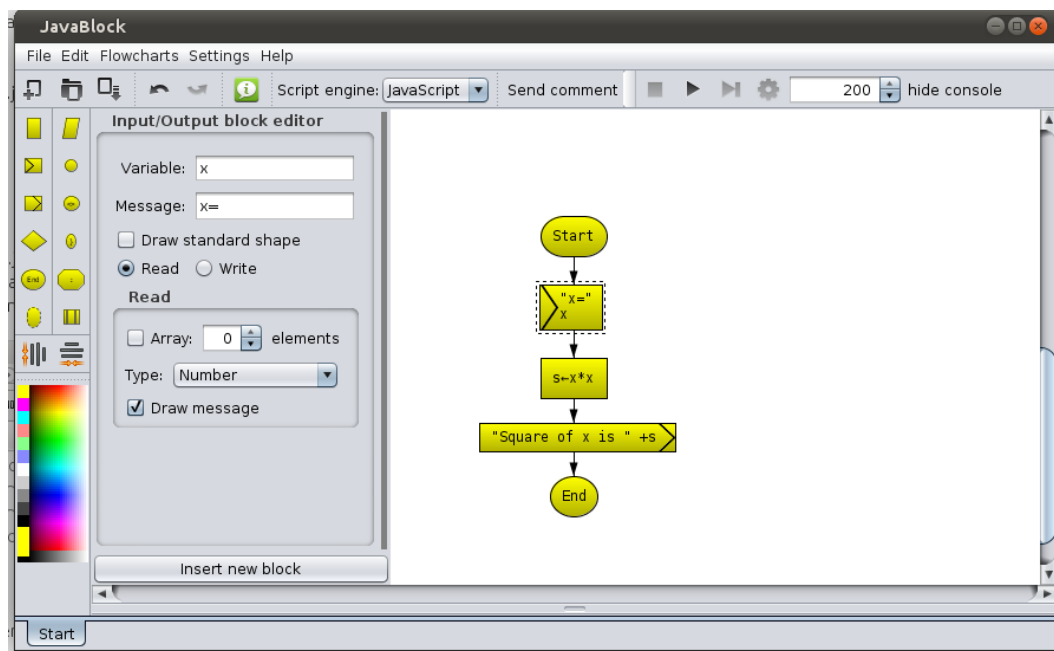 JavaBlock
File Edit Flowcharts Settings Help
Script engine: JavaScript Send comment 200 hide console
Input/Output block editor
Variable: x
Message: x=
Draw standard shape
Read Write
Read
Array: 0 elements
Type: Number
Draw message
Insert new block
Start
"x="
x
s←x*x
"Square of x is " +s
End
End
Start